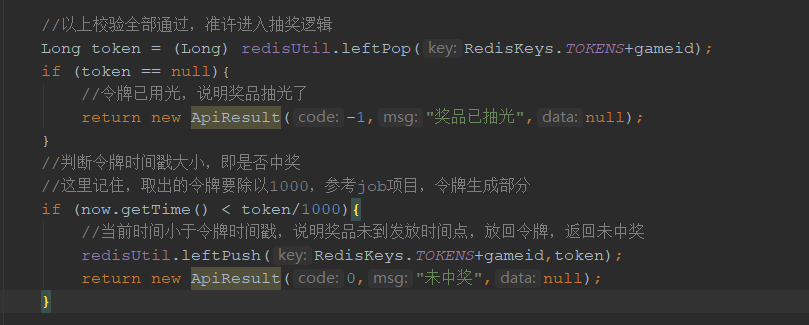 //以上校验全部通过，准许进入抽奖逻辑
Long token = (Long) redisUtil.leftPop( key: RedisKeys.TOKENS+gameid);
if (token == null){
//令牌已用光，说明奖品抽光了
return new ApiResult( code: -1, msg: "奖品已抽光", data: null);
}
//判断令牌时间戳大小，即是否中奖
//这里记住，取出的令牌要除以1000，参考job项目，令牌生成部分
if (now.getTime() < token/1000){
//当前时间小于令牌时间戳，说明奖品未到发放时间点，放回令牌，返回未中奖
redisUtil.leftPush( key: RedisKeys.TOKENS+gameid,token);
return new ApiResult( code: 0, msg: "未中奖", data: null);
}